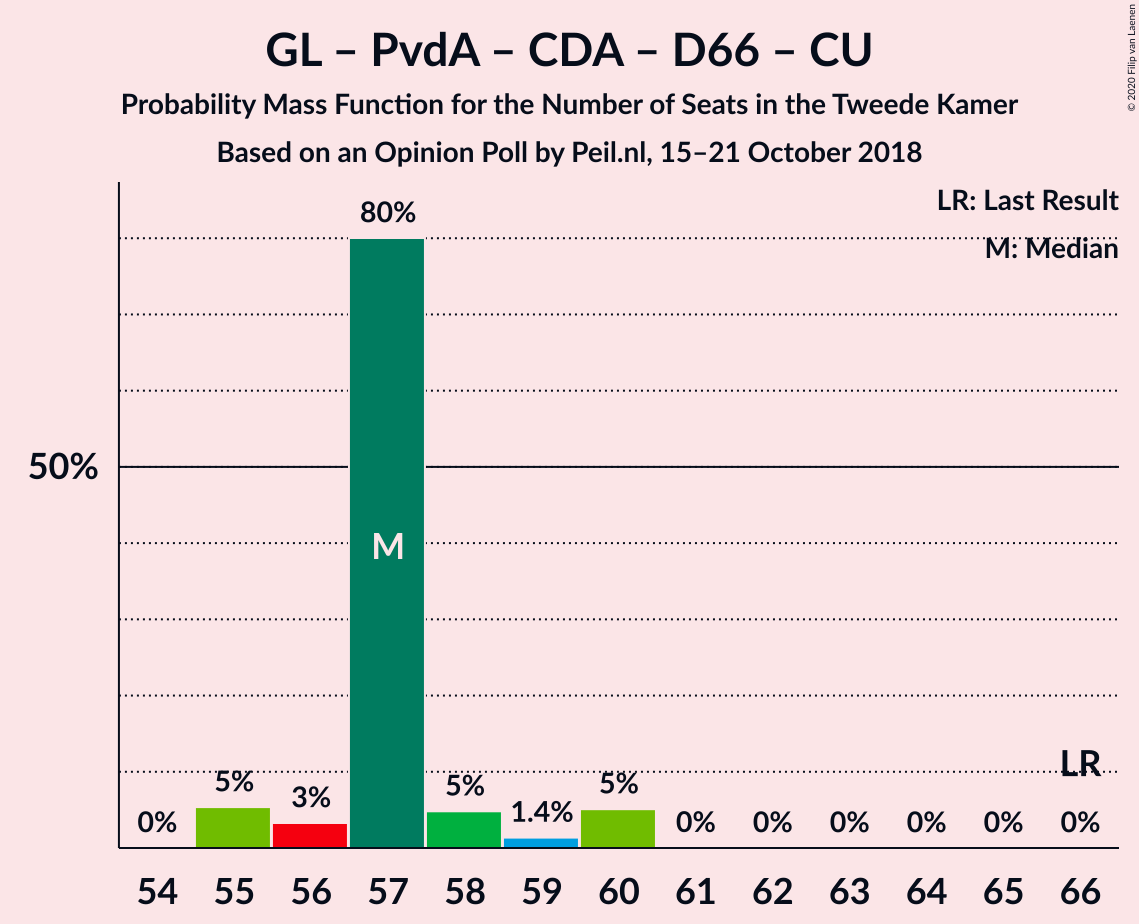 GL – PvdA – CDA – D66 – CU
Probability Mass Function for the Number of Seats in the Tweede Kamer
Based on an Opinion Poll by Peil.nl, 15–21 October 2018
© 2020 Filip van Laenen
LR: Last Result
M: Median
80%
50%
M
LR
0% 5% 3% 5% 1.4% 5% 0% 0% 0% 0% 0% 0%
54 55 56 57 58 59 60 61 62 63 64 65 66